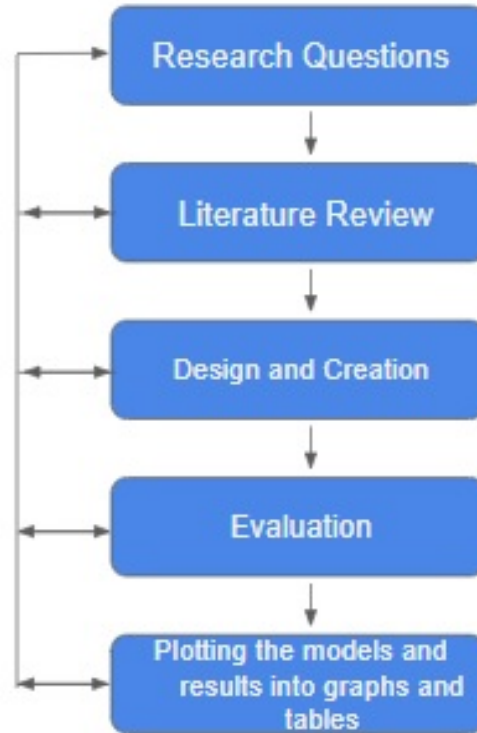 Research Questions
Literature Review
Design and Creation
Evaluation
Plotting the models and
results into graphs and
tables